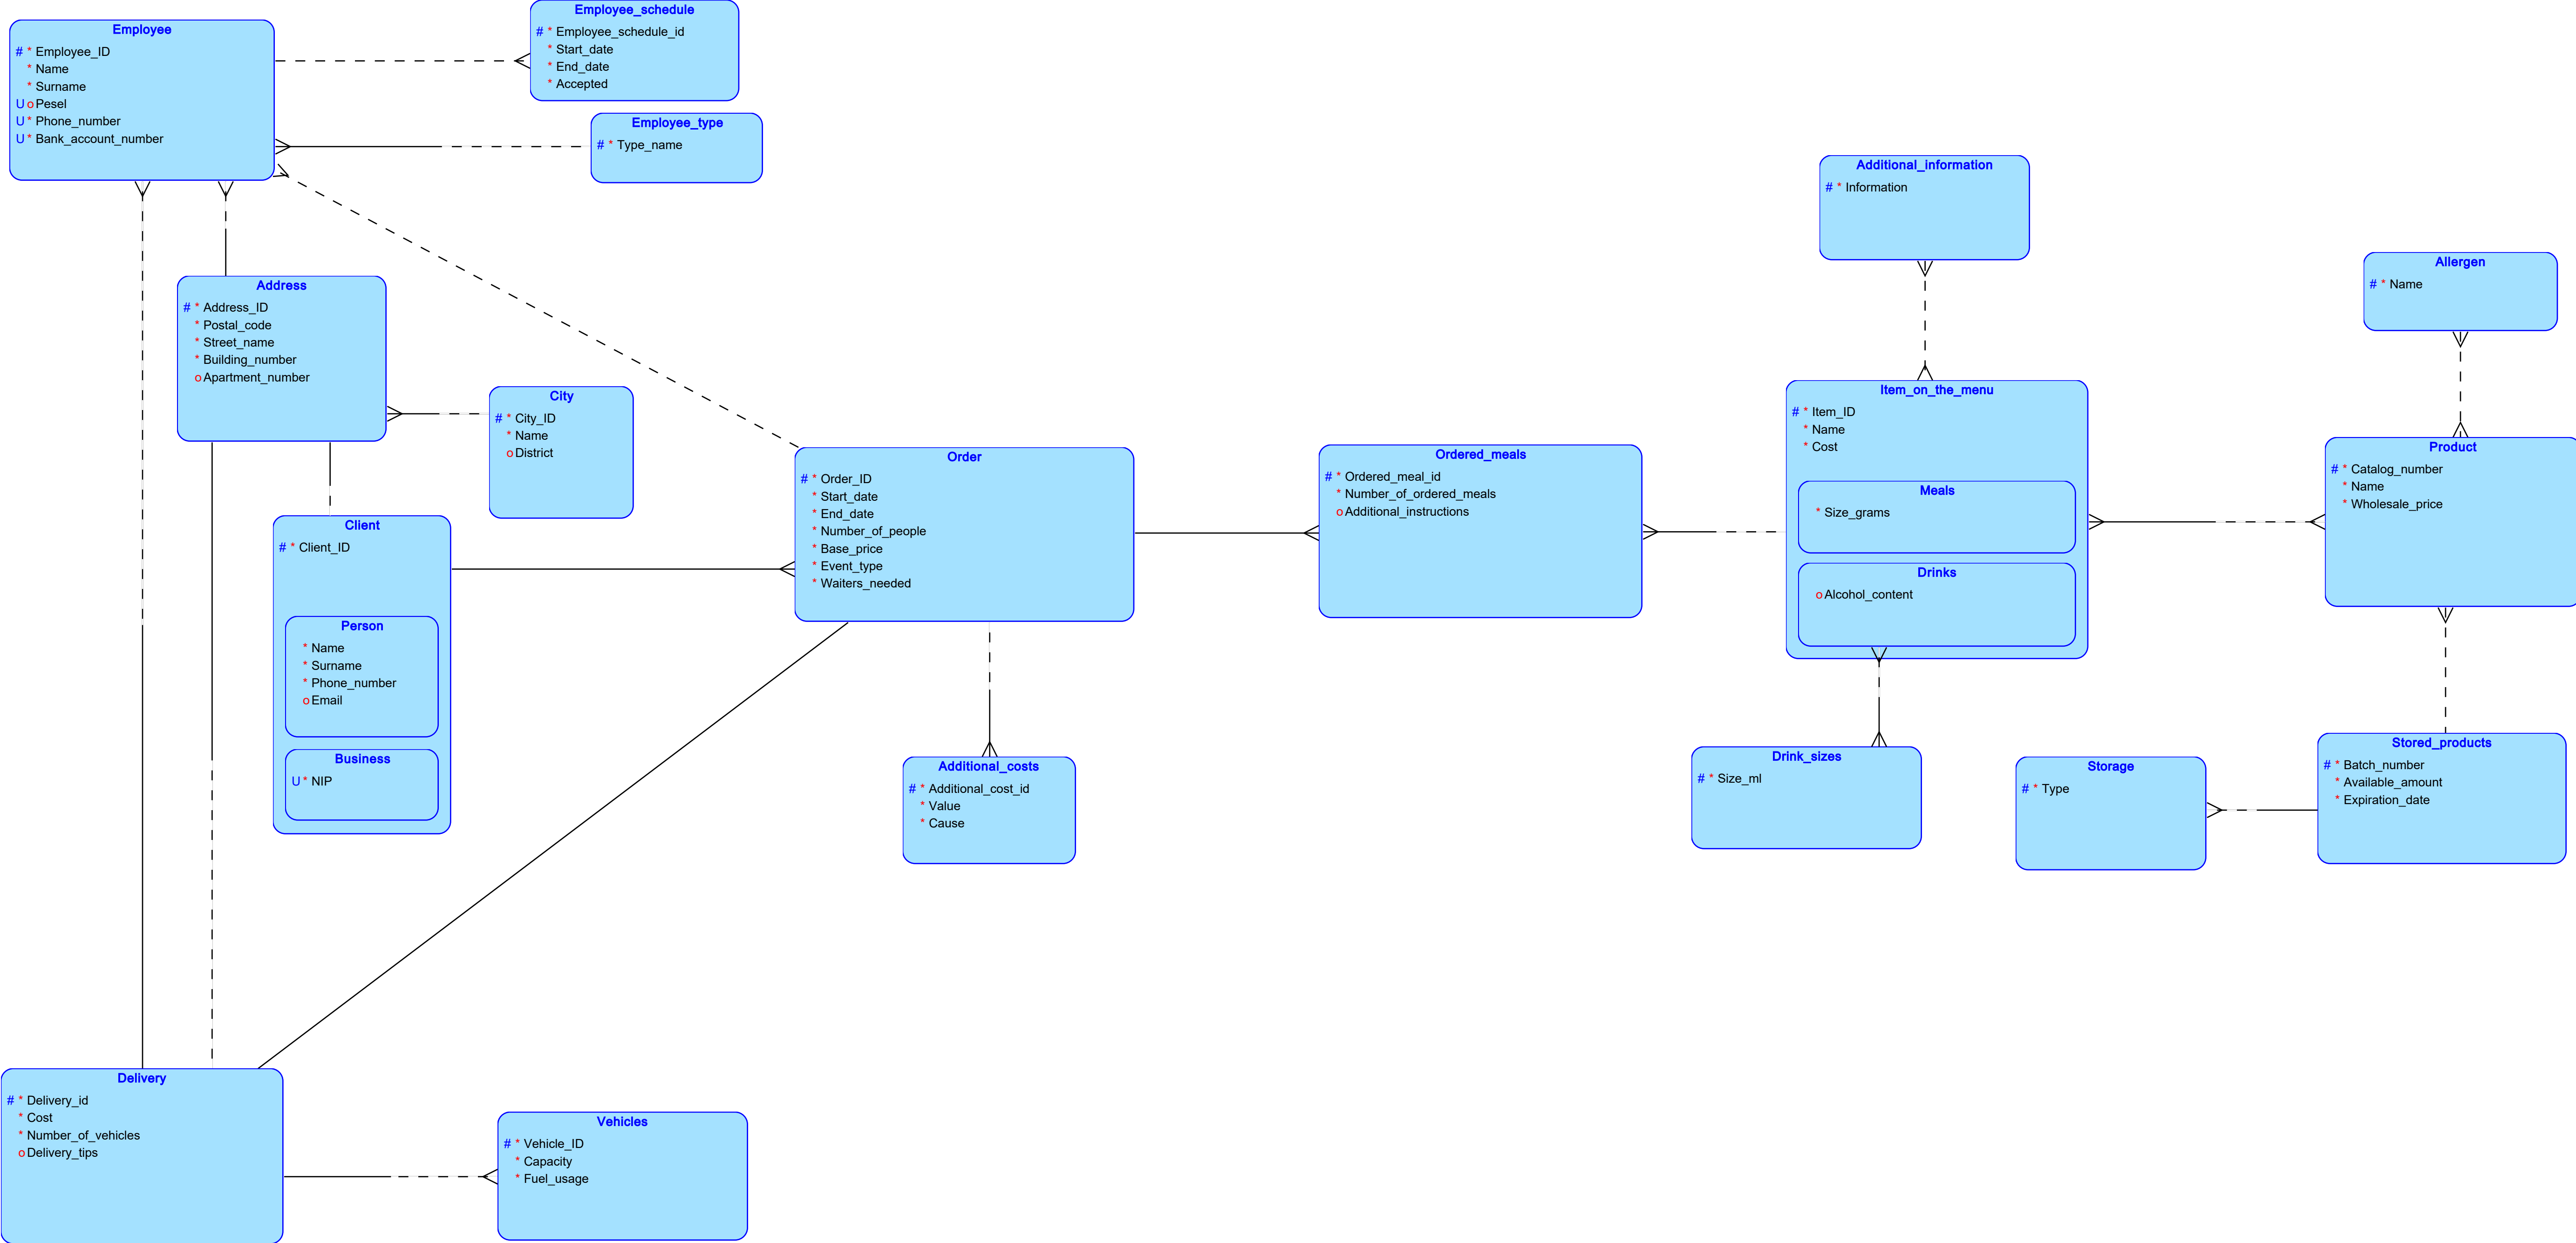 Employee
# * Employee_ID
* Name
* Surname
U o Pesel
U * Phone_number
U * Bank_account_number
Employee_schedule
# * Employee_schedule_id
* Start_date
* End_date
* Accepted
Employee_type
# * Type_name
Additional_information
# * Information
Allergen
# * Name
Address
# * Address_ID
* Postal_code
* Street_name
* Building_number
o Apartment_number
City
# * City_ID
* Name
o District
Order
# * Order_ID
* Start_date
* End_date
* Number_of_people
* Base_price
* Event_type
* Waiters_needed
Ordered_meals
# * Ordered_meal_id
* Number_of_ordered_meals
o Additional_instructions
Item_on_the_menu
# * Item_ID
* Name
* Cost
Meals
* Size_grams
Drinks
o Alcohol_content
Product
# * Catalog_number
* Name
* Wholesale_price
Client
# * Client_ID
Person
* Name
* Surname
* Phone_number
o Email
Business
U * NIP
Additional_costs
# * Additional_cost_id
* Value
* Cause
Drink_sizes
# * Size_ml
Storage
# * Type
Stored_products
# * Batch_number
* Available_amount
* Expiration_date
Delivery
# * Delivery_id
* Cost
* Number_of_vehicles
o Delivery_tips
Vehicles
# * Vehicle_ID
* Capacity
* Fuel_usage